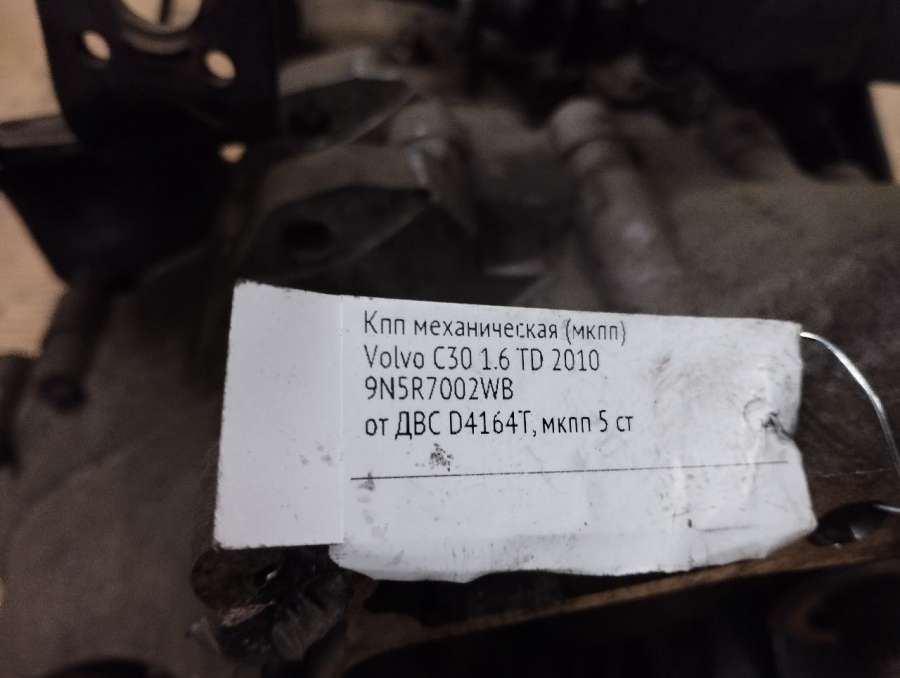 Кпп механическая (мкпп)
Volvo C30 1.6 TD 2010
9N5R7002WB
от ДВС D4164T, мкпп 5 ст